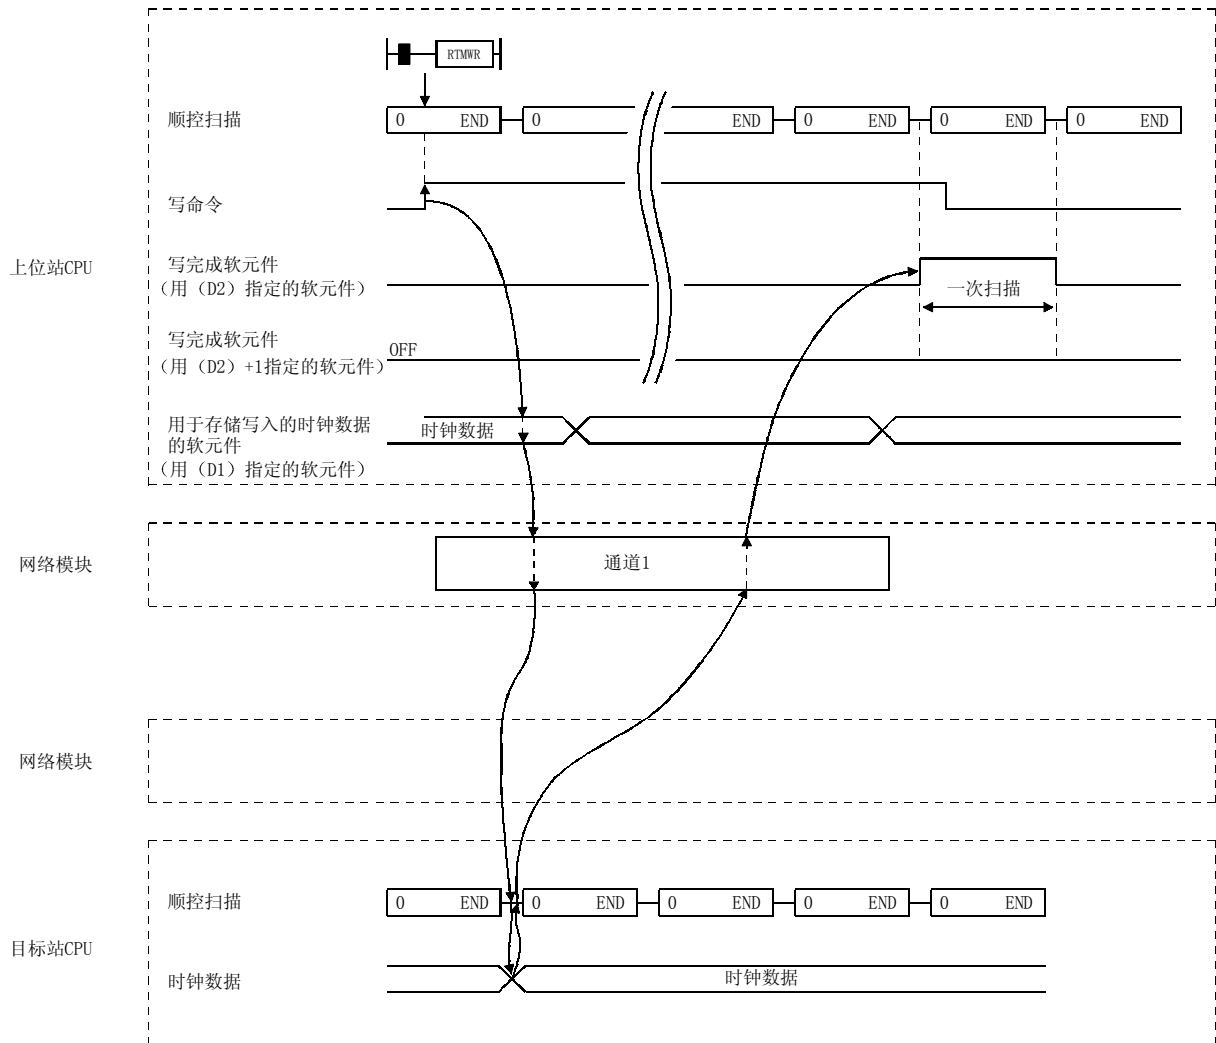 RTMWR
顺控扫描
0 END 0 END 0 END 0 END 0 END
写命令
上位站CPU
写完成软元件
（用（D2）指定的软元件）
一次扫描
写完成软元件
（用（D2）+1指定的软元件）
OFF
用于存储写入的时钟数据
的软元件
（用（D1）指定的软元件）
时钟数据
网络模块
通道1
网络模块
顺控扫描
0 END 0 END 0 END 0 END 0 END
目标站CPU
时钟数据
时钟数据